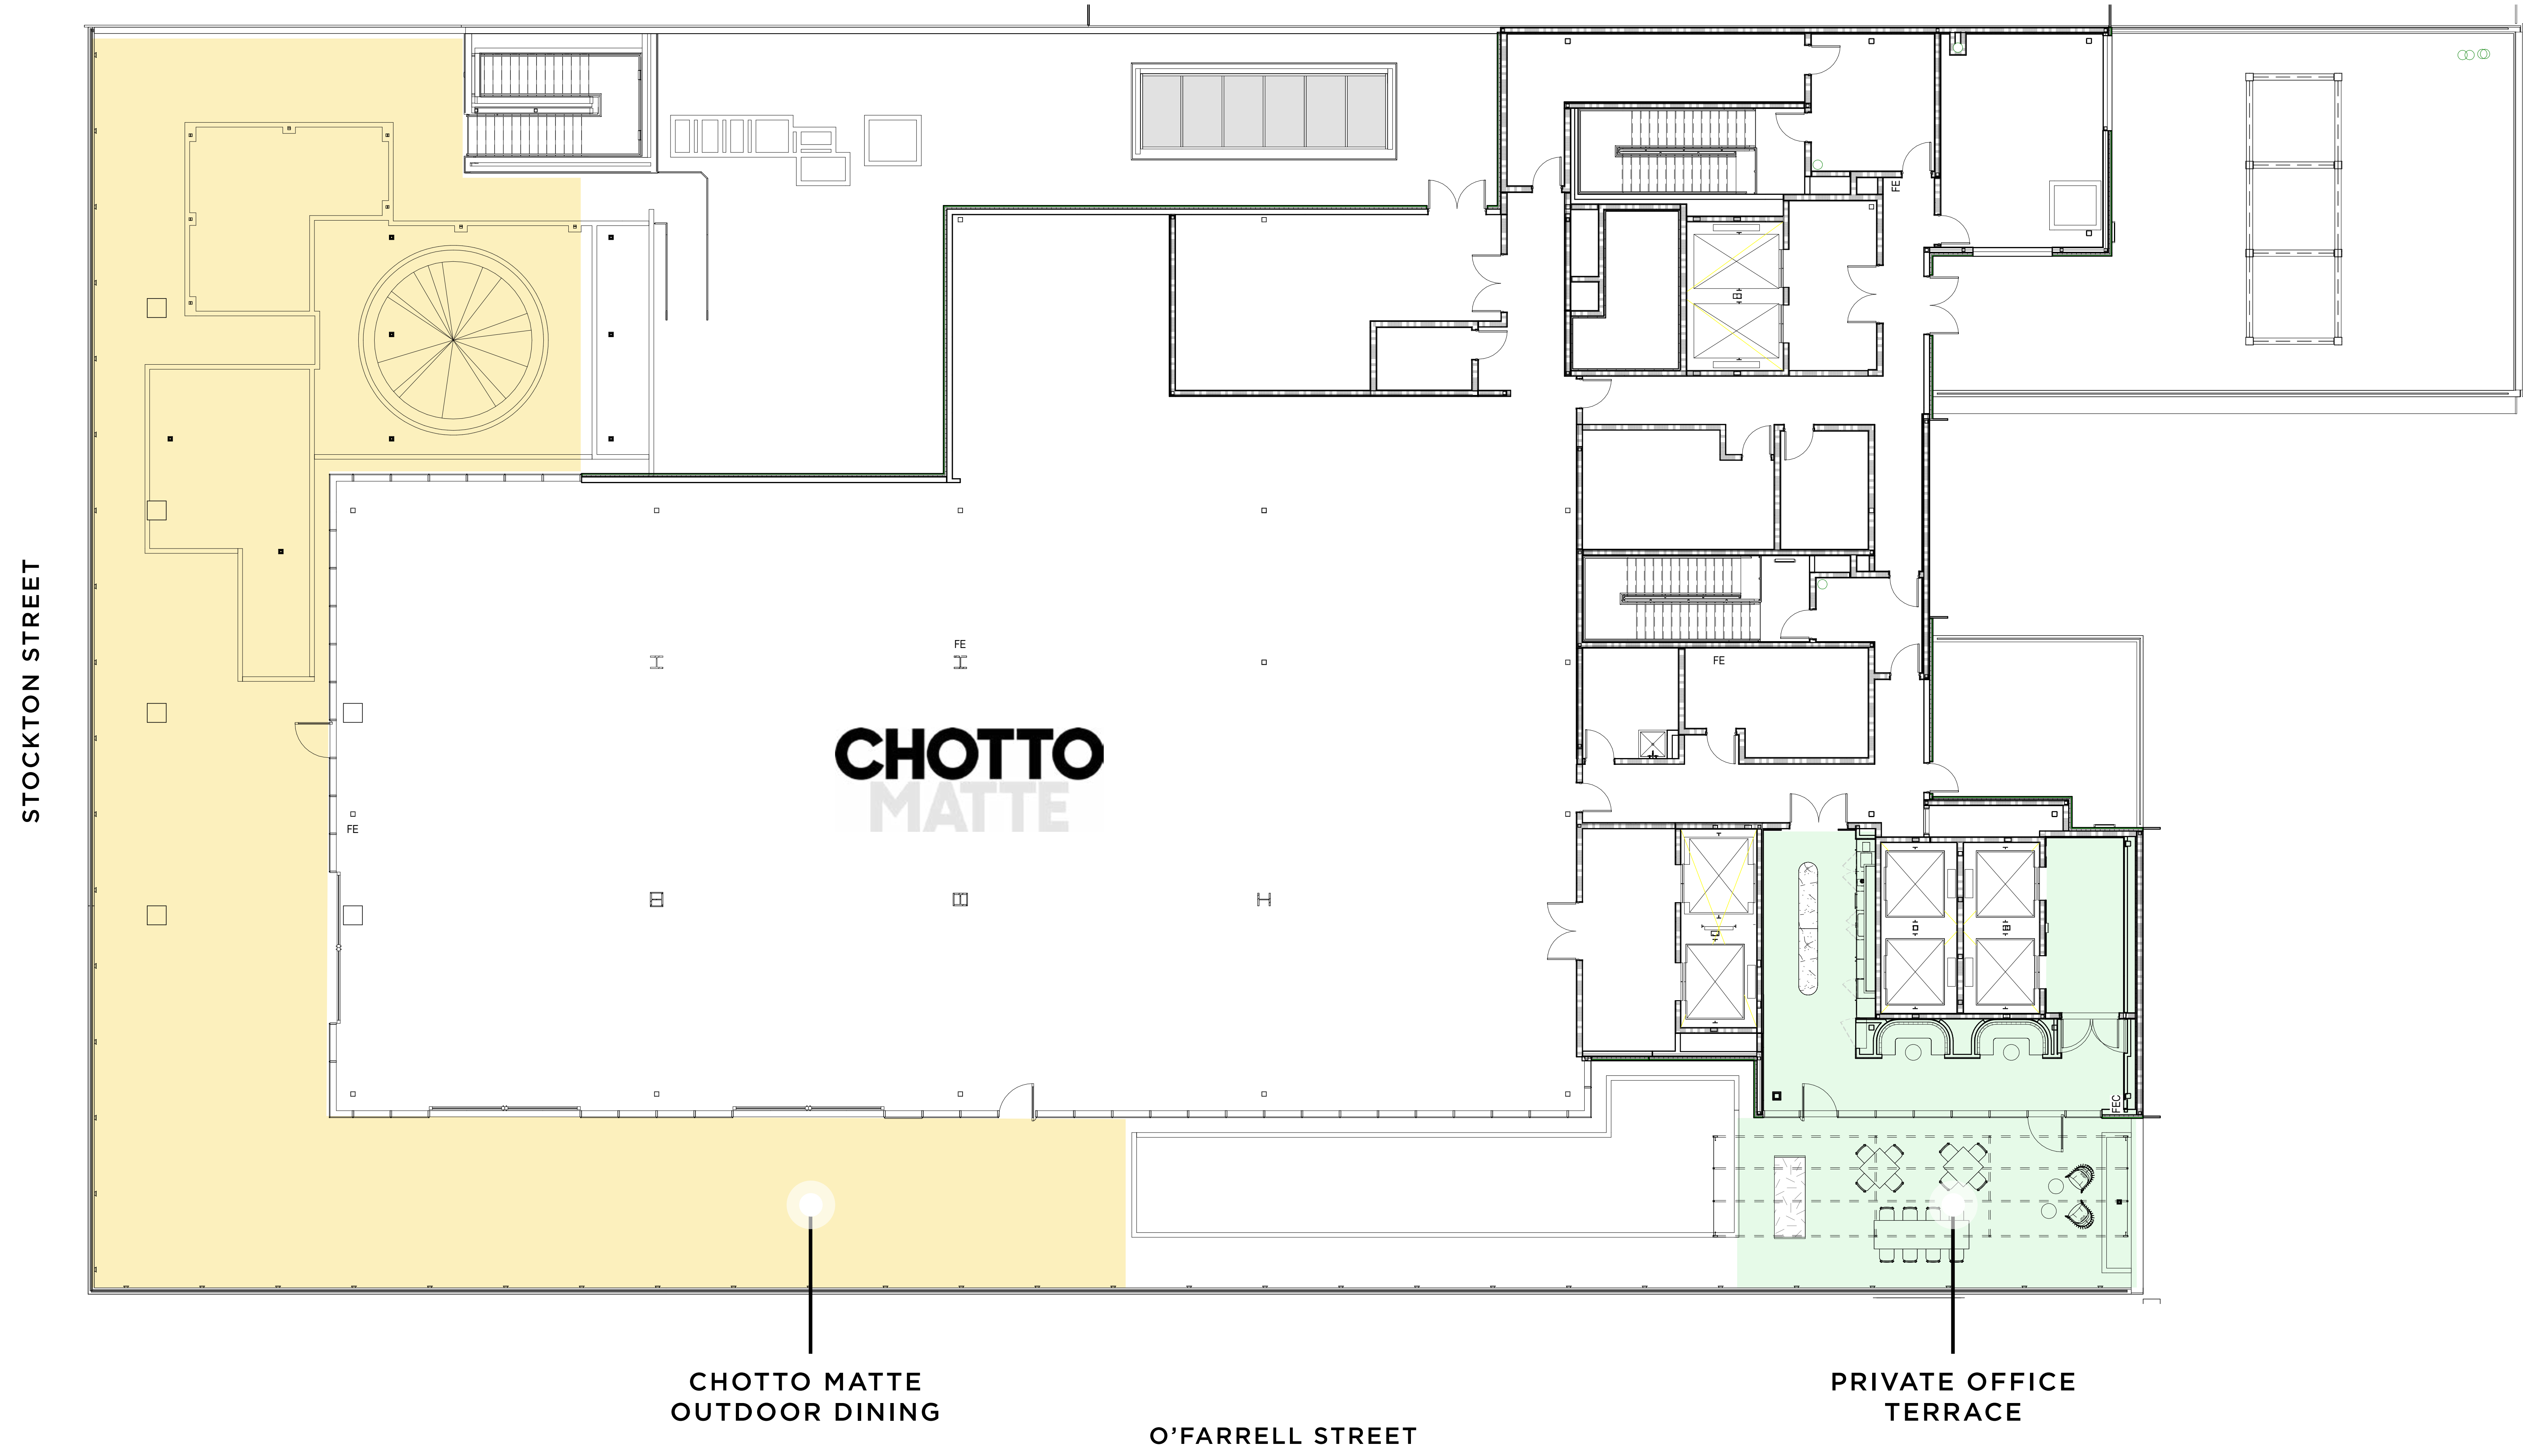 FE
STOCKTON STREET
FE
FE
CHOTTO
MATTE
FE
FEC
CHOTTO MATTE
OUTDOOR DINING
PRIVATE OFFICE
TERRACE
O’FARRELL STREET